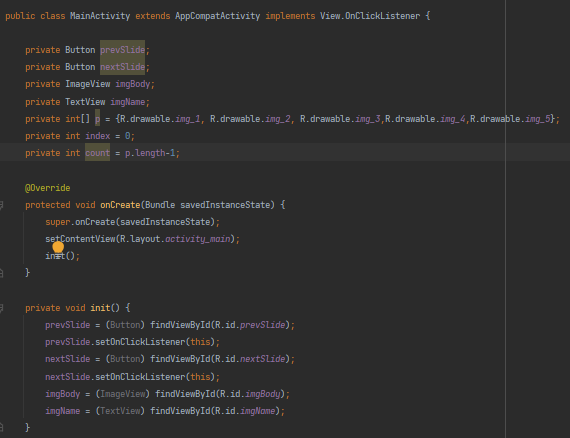 public class MainActivity extends AppCompatActivity implements View.OnClickListener {
private Button prevSlide;
private Button nextSlide;
private ImageView imgBody;
private TextView imgName;
private int[] p = {R.drawable.img_1, R.drawable.img_2, R.drawable.img_3,R.drawable.img_4,R.drawable.img_5};
private int index = 0;
private int count = p.length-1;
@Override
protected void onCreate(Bundle savedInstanceState) {
super.onCreate(savedInstanceState);
setContentView(R.layout.activity_main);
init();
}
private void init() {
prevSlide = (Button) findViewById(R.id.prevSlide);
prevSlide.setOnClickListener(this);
nextSlide = (Button) findViewById(R.id.nextSlide);
nextSlide.setOnClickListener(this);
imgBody = (ImageView) findViewById(R.id.imgBody);
imgName = (TextView) findViewById(R.id.imgName);
}